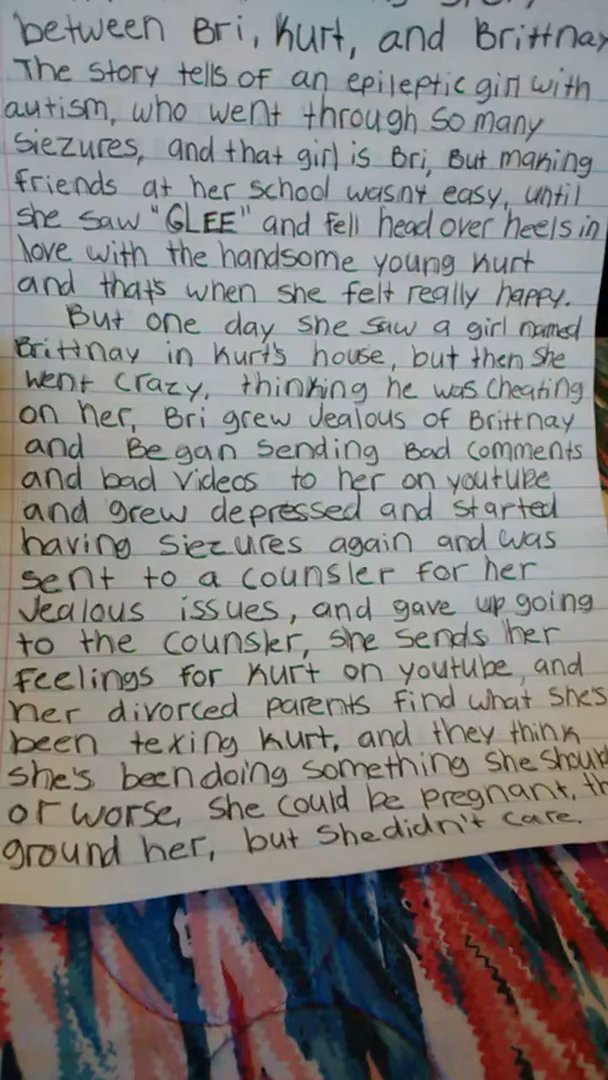 between Bri, Kurt, and Brittnay
The story tells of an epileptic girl with
autism, who went through so many
siezures, and that girl is Bri, But making
friends at her school wasnt easy, until
she saw "GLEE" and fell head over heels in
love with the handsome young Kurt
and that's when she felt really happy.
But one day she saw a girl named
Brittnay in Kurt's house, but then she
went crazy, thinking he was cheating
on her, Bri grew Jealous of Brittnay
and Began sending Bad comments
and bad videos to her on youtube
and grew depressed and started
having siezures again and was
sent to a counsler for her
Jealous issues, and gave up going
to the counsler, she sends her
feelings for Kurt on youtube, and
her divorced parents find what she's
been texing Kurt, and they think
she's been doing something she
or worse, she could be pregnant,
ground her, but she didn't care.